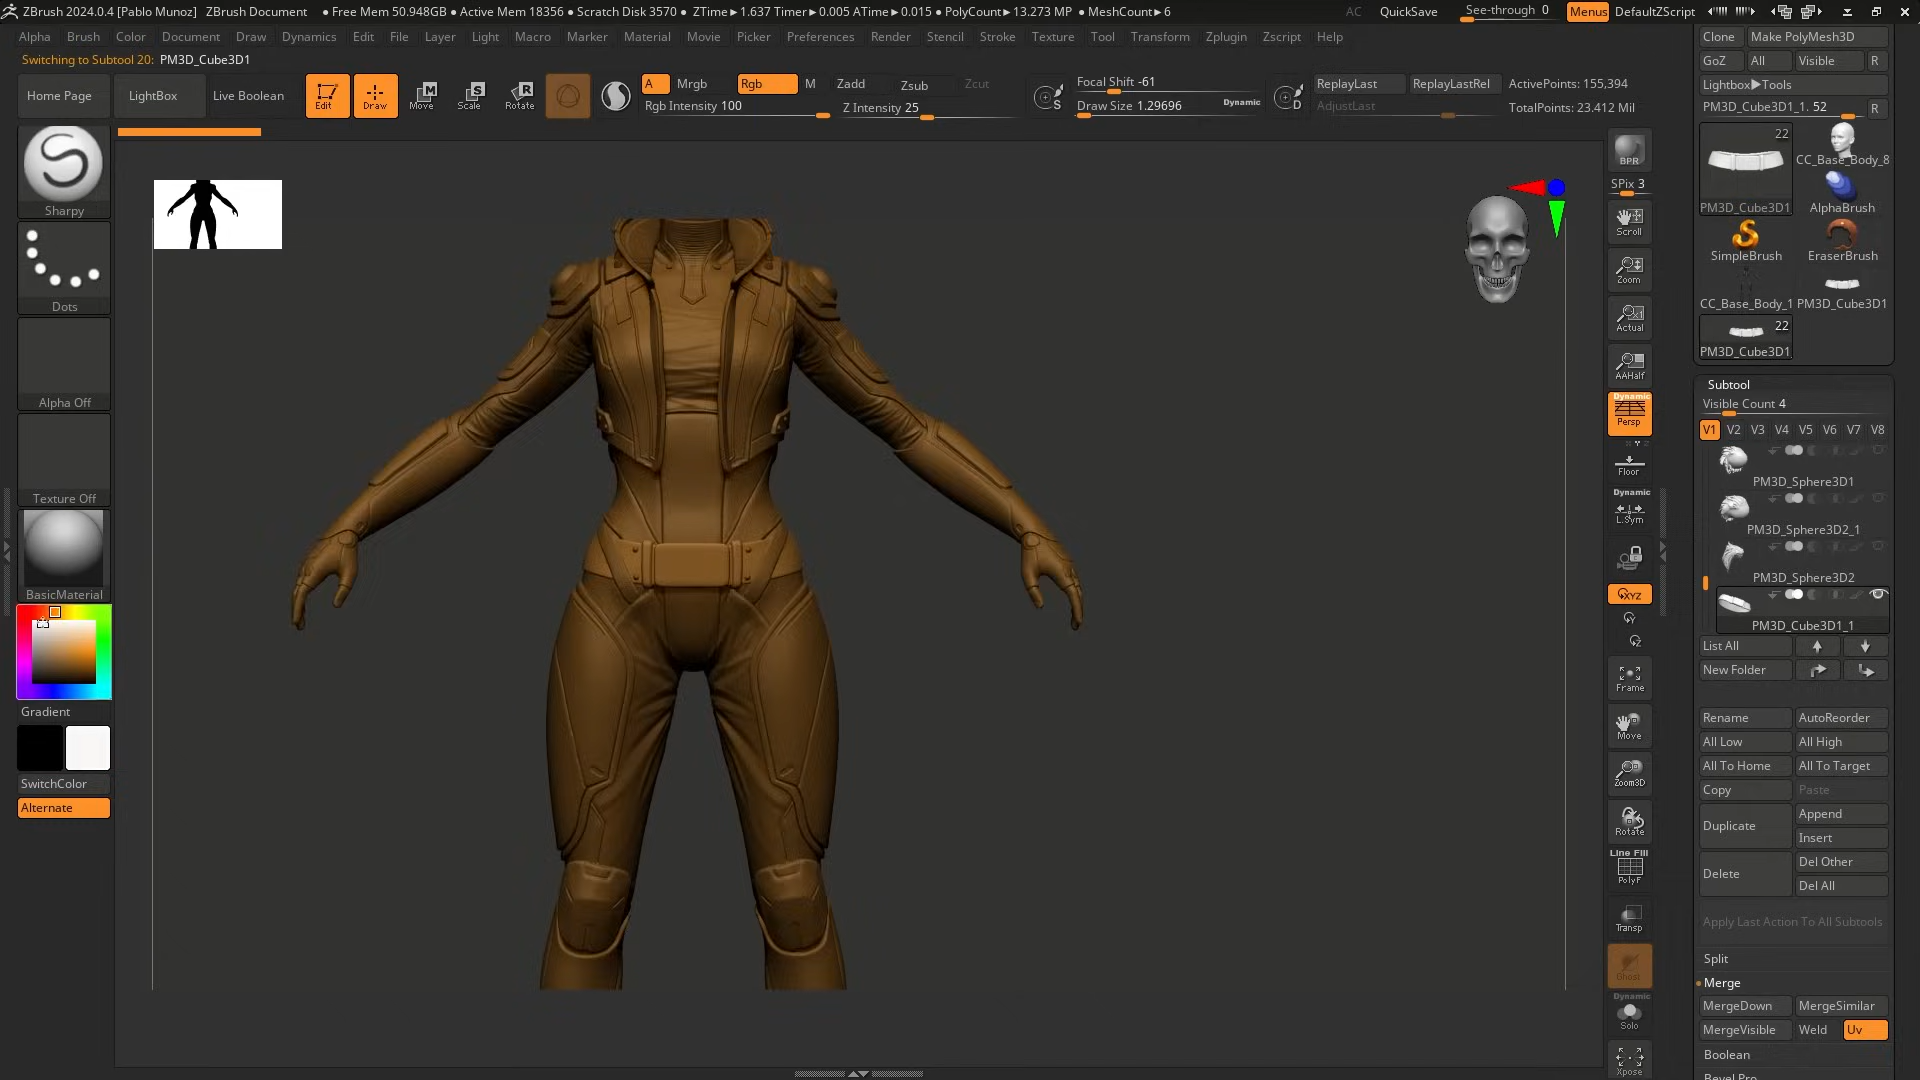 ZBrush 2024.0.4 [Pablo Munoz] ZBrush Document ● Free Mem 50.948GB ● Active Mem 18356 ● Scratch Disk 3570 ● ZTime►1.637 Timer►0.005 ATime►0.015 ● PolyCount►13.273 MP ● MeshCount►6 AC QuickSave See-through 0 Menus DefaultZScript
Alpha Brush Color Document Draw Dynamics Edit File Layer Light Macro Marker Material Movie Picker Preferences Render Stencil Stroke Texture Tool Transform Zplugin Zscript Help
Switching to Subtool 20: PM3D_Cube3D1
Home Page LightBox Live Boolean Edit Draw Move Scale Rotate
A Mrgb Rgb M Zadd Zsub Zcut
Rgb Intensity 100 Z Intensity 25
Focal Shift -61
Draw Size 1.29696 Dynamic
ReplayLast ReplayLastRel ActivePoints: 155,394
AdjustLast TotalPoints: 23.412 Mil
Sharpy
Dots
Alpha Off
Texture Off
BasicMaterial
Gradient
SwitchColor
Alternate
BPR
SPix 3
Scroll
Zoom
Actual
AAHalf
Dynamic
Persp
Floor
Dynamic
L.Sym
XYZ
Y
Z
Frame
Move
Zoom3D
Rotate
Line Fill
PolyF
Transp
Ghost
Dynamic
Solo
Xpose
Clone Make PolyMesh3D
GoZ All Visible R
Lightbox►Tools
PM3D_Cube3D1_1. 52 R
22
PM3D_Cube3D1 CC_Base_Body_8
AlphaBrush
SimpleBrush EraserBrush
CC_Base_Body_1 PM3D_Cube3D1
22
PM3D_Cube3D1
Subtool
Visible Count 4
V1 V2 V3 V4 V5 V6 V7 V8
PM3D_Sphere3D1
PM3D_Sphere3D2_1
PM3D_Sphere3D2
PM3D_Cube3D1_1
List All
New Folder
Rename AutoReorder
All Low All High
All To Home All To Target
Copy Paste
Duplicate Append
Insert
Delete Del Other
Del All
Apply Last Action To All Subtools
Split
Merge
MergeDown MergeSimilar
MergeVisible Weld Uv
Boolean
Bevel Pro